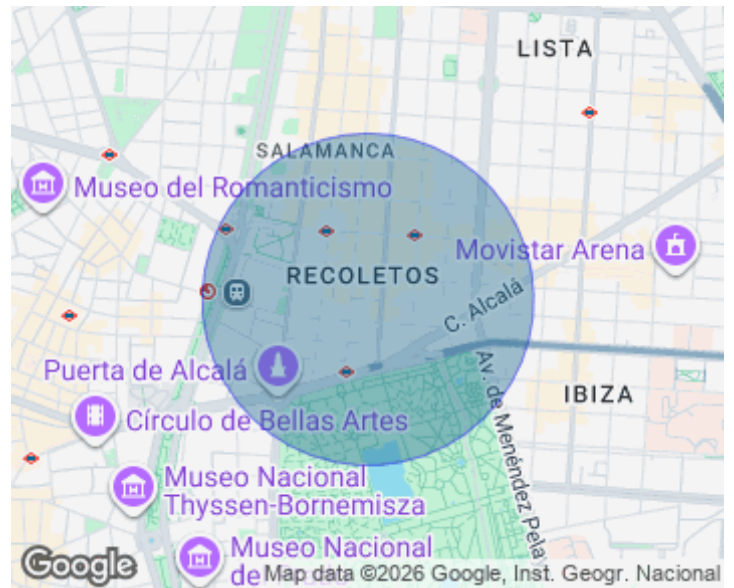 LISTA
SALAMANCA
Museo del Romanticismo
Movistar Arena
RECOLETOS
C. Alcalá
Puerta de Alcalá
Av. de Menéndez Pela
IBIZA
Círculo de Bellas Artes
Museo Nacional
Thyssen-Bornemisza
Museo Nacional
de
Google
Map data ©2026 Google, Inst. Geogr. Nacional